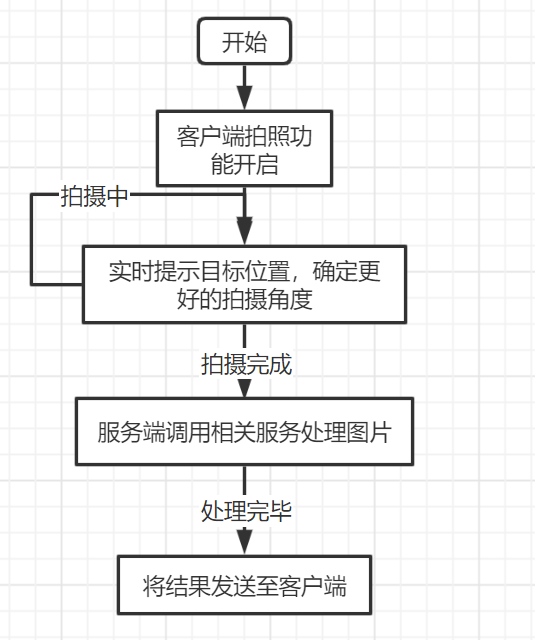 开始
客户端拍照功
能开启
拍摄中
实时提示目标位置，确定更
好的拍摄角度
拍摄完成
服务端调用相关服务处理图片
处理完毕
将结果发送至客户端